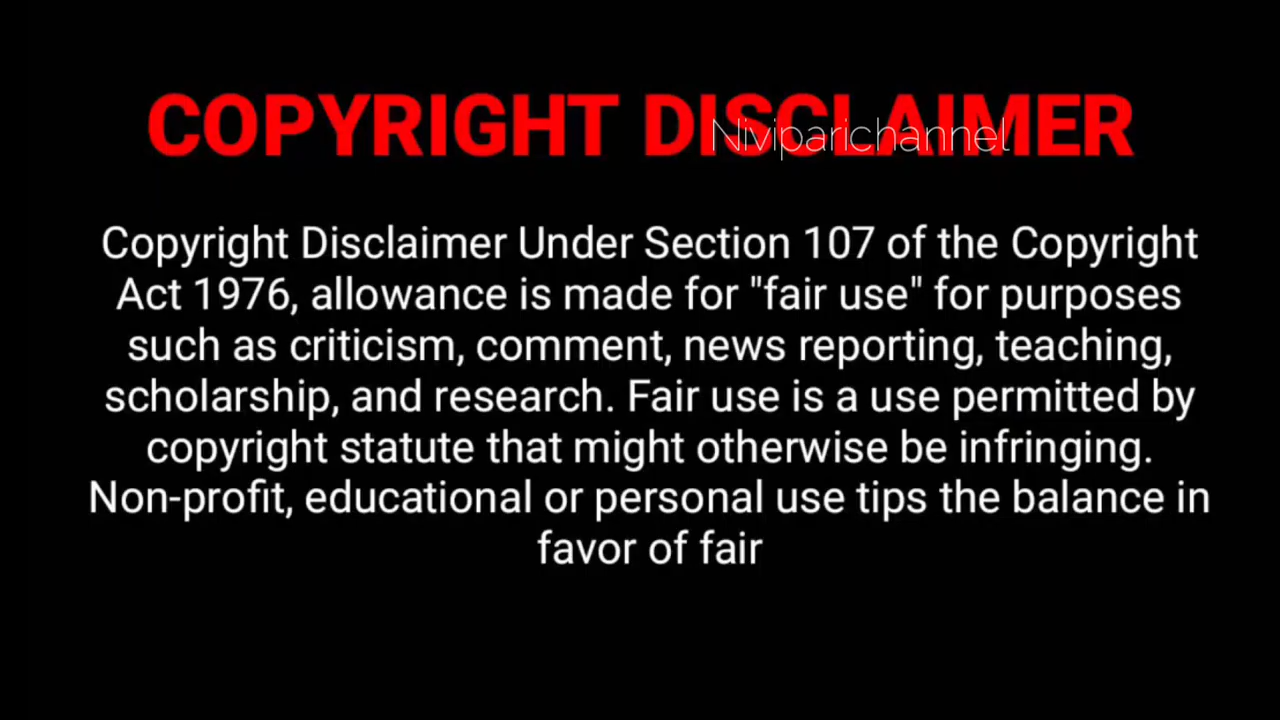 COPYRIGHT DISCLAIMER
Niviparichannel
Copyright Disclaimer Under Section 107 of the Copyright
Act 1976, allowance is made for "fair use" for purposes
such as criticism, comment, news reporting, teaching,
scholarship, and research. Fair use is a use permitted by
copyright statute that might otherwise be infringing.
Non-profit, educational or personal use tips the balance in
favor of fair